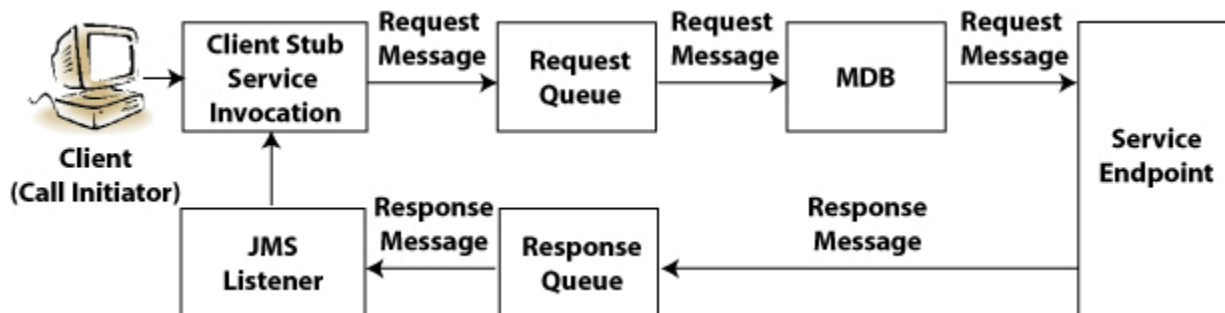 Client Stub
Service
Invocation
Request
Message
Request
Queue
Request
Message
MDB
Request
Message
Service
Endpoint
Client
(Call Initiator)
JMS
Listener
Response
Message
Response
Queue
Response
Message